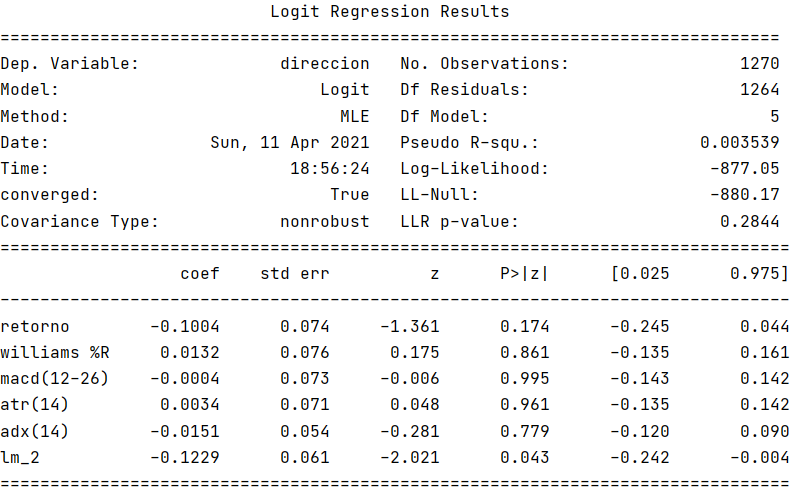 Logit Regression Results
==============================================================================
Dep. Variable:              direccion   No. Observations:                 1270
Model:                          Logit   Df Residuals:                     1264
Method:                           MLE   Df Model:                            5
Date:                Sun, 11 Apr 2021   Pseudo R-squ.:                0.003539
Time:                        18:56:24   Log-Likelihood:                -877.05
converged:                       True   LL-Null:                       -880.17
Covariance Type:            nonrobust   LLR p-value:                    0.2844
===============================================================================
                  coef    std err          z      P>|z|      [0.025      0.975]
-------------------------------------------------------------------------------
retorno        -0.1004      0.074     -1.361      0.174      -0.245       0.044
williams %R     0.0132      0.076      0.175      0.861      -0.135       0.161
macd(12-26)    -0.0004      0.073     -0.006      0.995      -0.143       0.142
atr(14)         0.0034      0.071      0.048      0.961      -0.135       0.142
adx(14)        -0.0151      0.054     -0.281      0.779      -0.120       0.090
lm_2           -0.1229      0.061     -2.021      0.043      -0.242      -0.004
===============================================================================